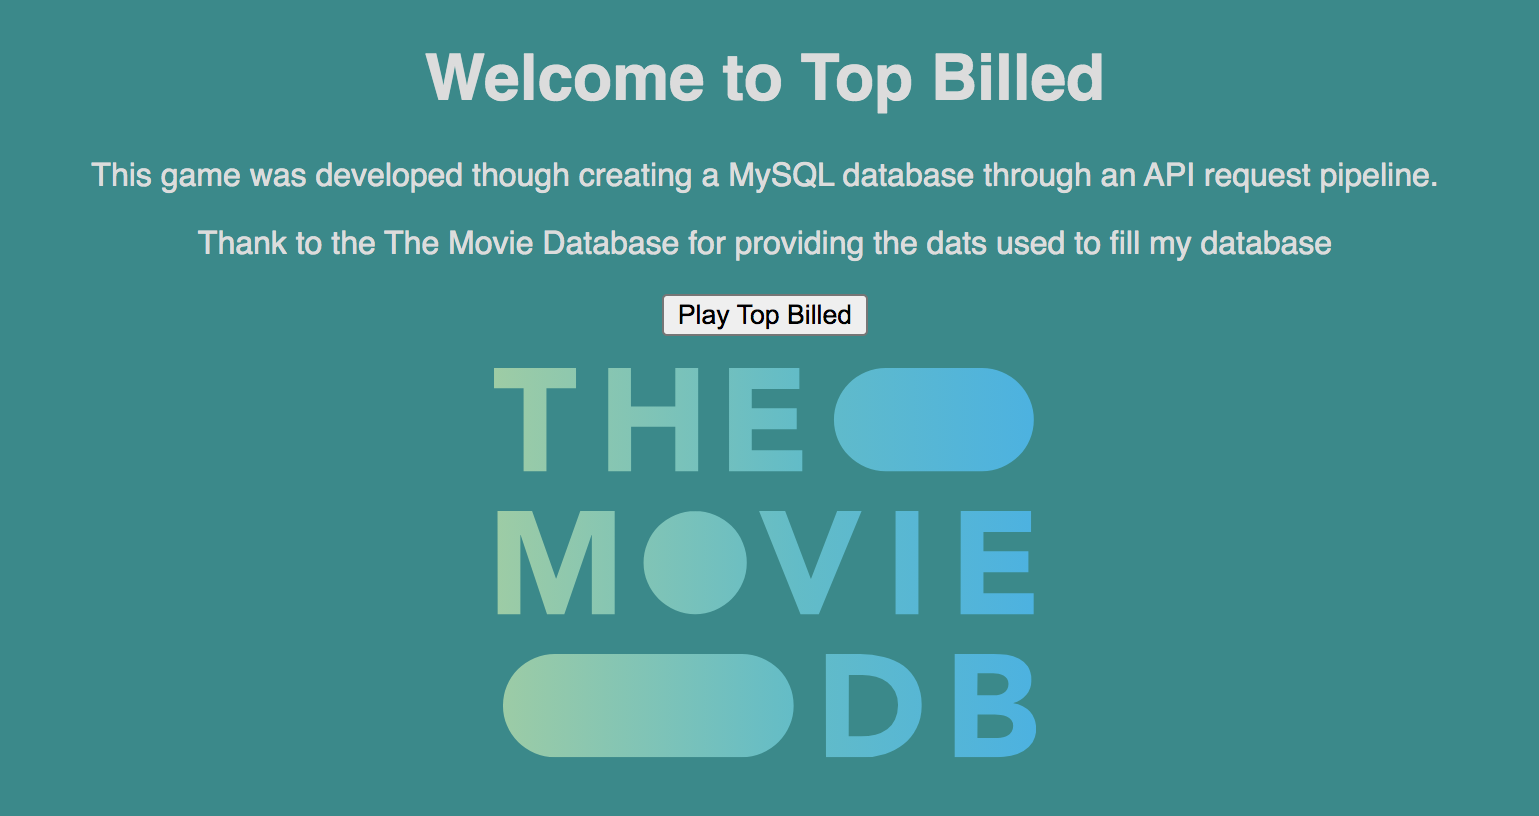 Welcome to Top Billed
This game was developed though creating a MySQL database through an API request pipeline.
Thank to the The Movie Database for providing the dats used to fill my database
Play Top Billed
THE
MOVIE
DB